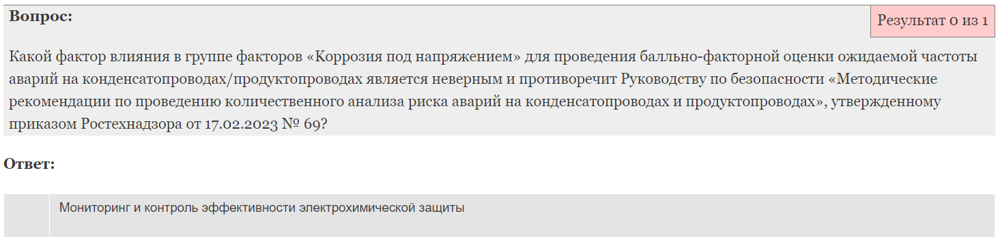 Вопрос:
Результат 0 из 1
Какой фактор влияния в группе факторов «Коррозия под напряжением» для проведения балльно-факторной оценки ожидаемой частоты
аварий на конденсатопроводах/продуктопроводах является неверным и противоречит Руководству по безопасности «Методические
рекомендации по проведению количественного анализа риска аварий на конденсатопроводах и продуктопроводах», утвержденному
приказом Ростехнадзора от 17.02.2023 № 69?
Ответ:
Мониторинг и контроль эффективности электрохимической защиты